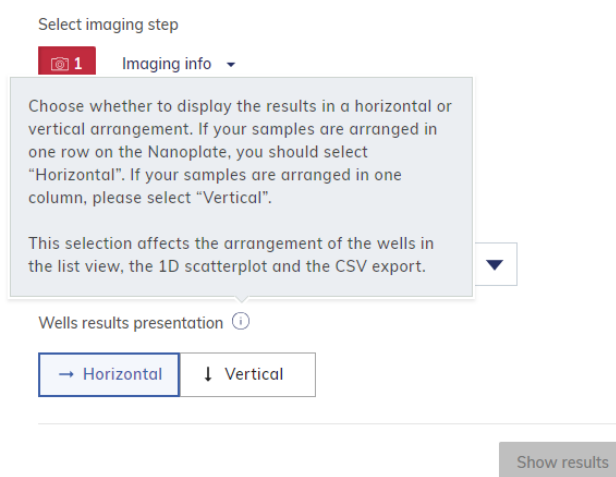 Select imaging step
1 Imaging info
Choose whether to display the results in a horizontal or
vertical arrangement. If your samples are arranged in
one row on the Nanoplate, you should select
“Horizontal”. If your samples are arranged in one
column, please select “Vertical”.
This selection affects the arrangement of the wells in
the list view, the 1D scatterplot and the CSV export.
Wells results presentation
→ Horizontal ↓ Vertical
Show results